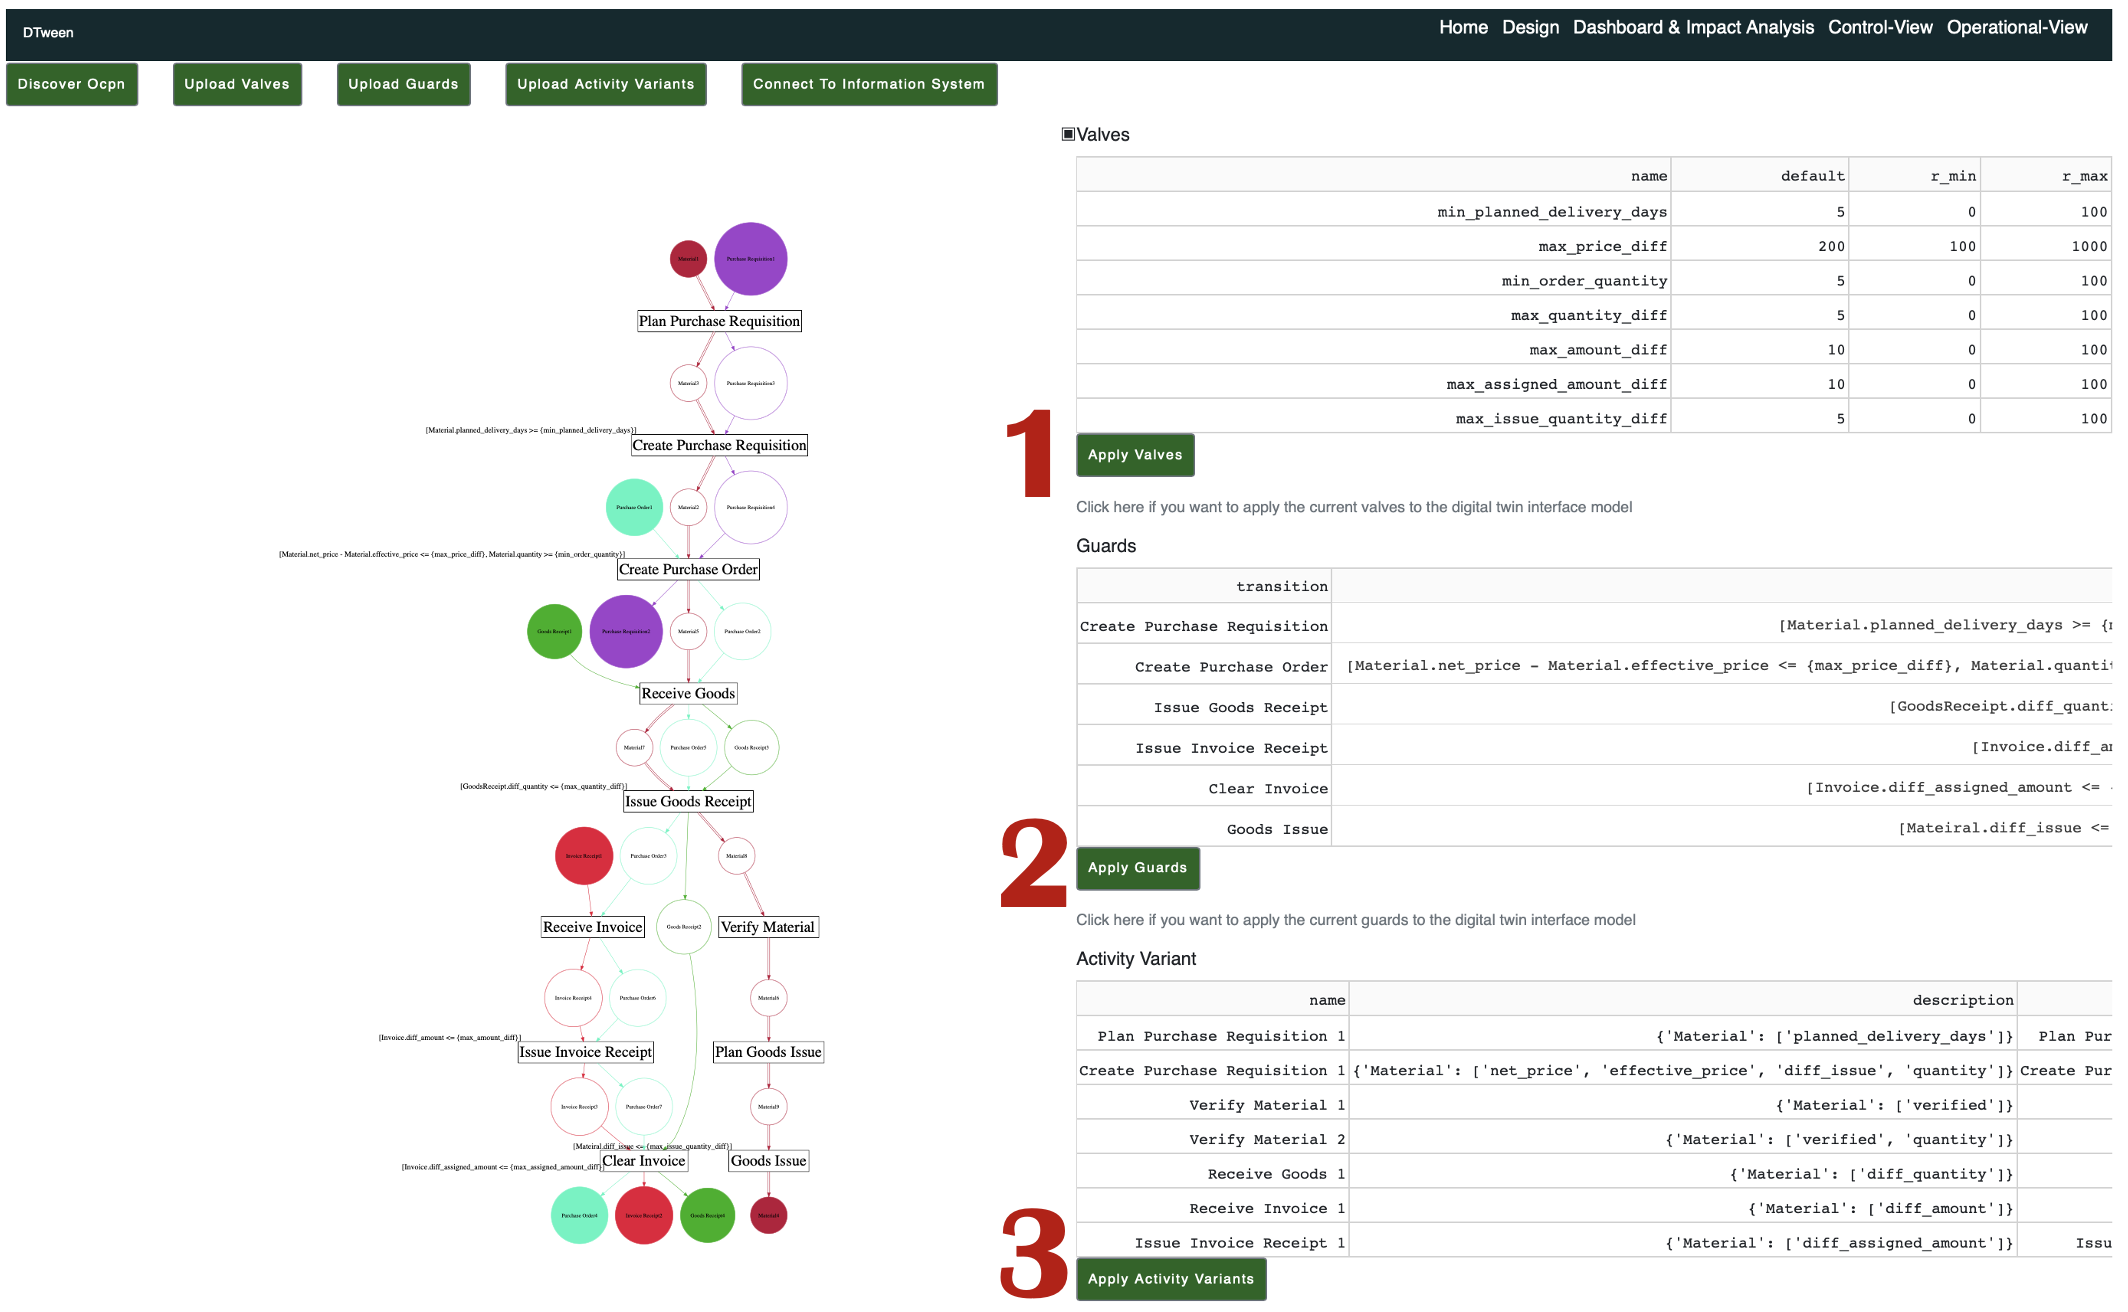 DTween
Home Design Dashboard & Impact Analysis Control-View Operational-View
Discover Ocpn Upload Valves Upload Guards Upload Activity Variants Connect To Information System
Material1 Purchase Requisition1
Plan Purchase Requisition
Material3 Purchase Requisition3
[Material.planned_delivery_days >= {min_planned_delivery_days}]
Create Purchase Requisition
Purchase Order1 Material2 Purchase Requisition4
[Material.net_price - Material.effective_price <= {max_price_diff}, Material.quantity >= {min_order_quantity}]
Create Purchase Order
Goods Receipt1 Purchase Requisition2 Material5 Purchase Order2
Receive Goods
Material7 Purchase Order5 Goods Receipt3
[GoodsReceipt.diff_quantity <= {max_quantity_diff}]
Issue Goods Receipt
Purchase Order3 Material8
Receive Invoice Goods Receipt2 Verify Material
Invoice Receipt4 Purchase Order6 Material6
[Invoice.diff_amount <= {max_amount_diff}]
Issue Invoice Receipt Plan Goods Issue
Invoice Receipt3 Purchase Order7 Material9
[Mateiral.diff_issue <= {max_issue_quantity_diff}]
[Invoice.diff_assigned_amount <= {max_assigned_amount_diff}]
Clear Invoice Goods Issue
Purchase Order4 Invoice Receipt2 Goods Receipt4 Material4
Valves
name default r_min r_max
min_planned_delivery_days 5 0 100
max_price_diff 200 100 1000
min_order_quantity 5 0 100
max_quantity_diff 5 0 100
max_amount_diff 10 0 100
max_assigned_amount_diff 10 0 100
max_issue_quantity_diff 5 0 100
1
Apply Valves
Click here if you want to apply the current valves to the digital twin interface model
Guards
transition
Create Purchase Requisition [Material.planned_delivery_days >= {
Create Purchase Order [Material.net_price - Material.effective_price <= {max_price_diff}, Material.quanti
Issue Goods Receipt [GoodsReceipt.diff_quant
Issue Invoice Receipt [Invoice.diff_a
Clear Invoice [Invoice.diff_assigned_amount <=
Goods Issue [Mateiral.diff_issue <=
2
Apply Guards
Click here if you want to apply the current guards to the digital twin interface model
Activity Variant
name description
Plan Purchase Requisition 1 {'Material': ['planned_delivery_days']} Plan Pur
Create Purchase Requisition 1 {'Material': ['net_price', 'effective_price', 'diff_issue', 'quantity']} Create Pur
Verify Material 1 {'Material': ['verified']}
Verify Material 2 {'Material': ['verified', 'quantity']}
Receive Goods 1 {'Material': ['diff_quantity']}
Receive Invoice 1 {'Material': ['diff_amount']}
Issue Invoice Receipt 1 {'Material': ['diff_assigned_amount']} Issu
3
Apply Activity Variants